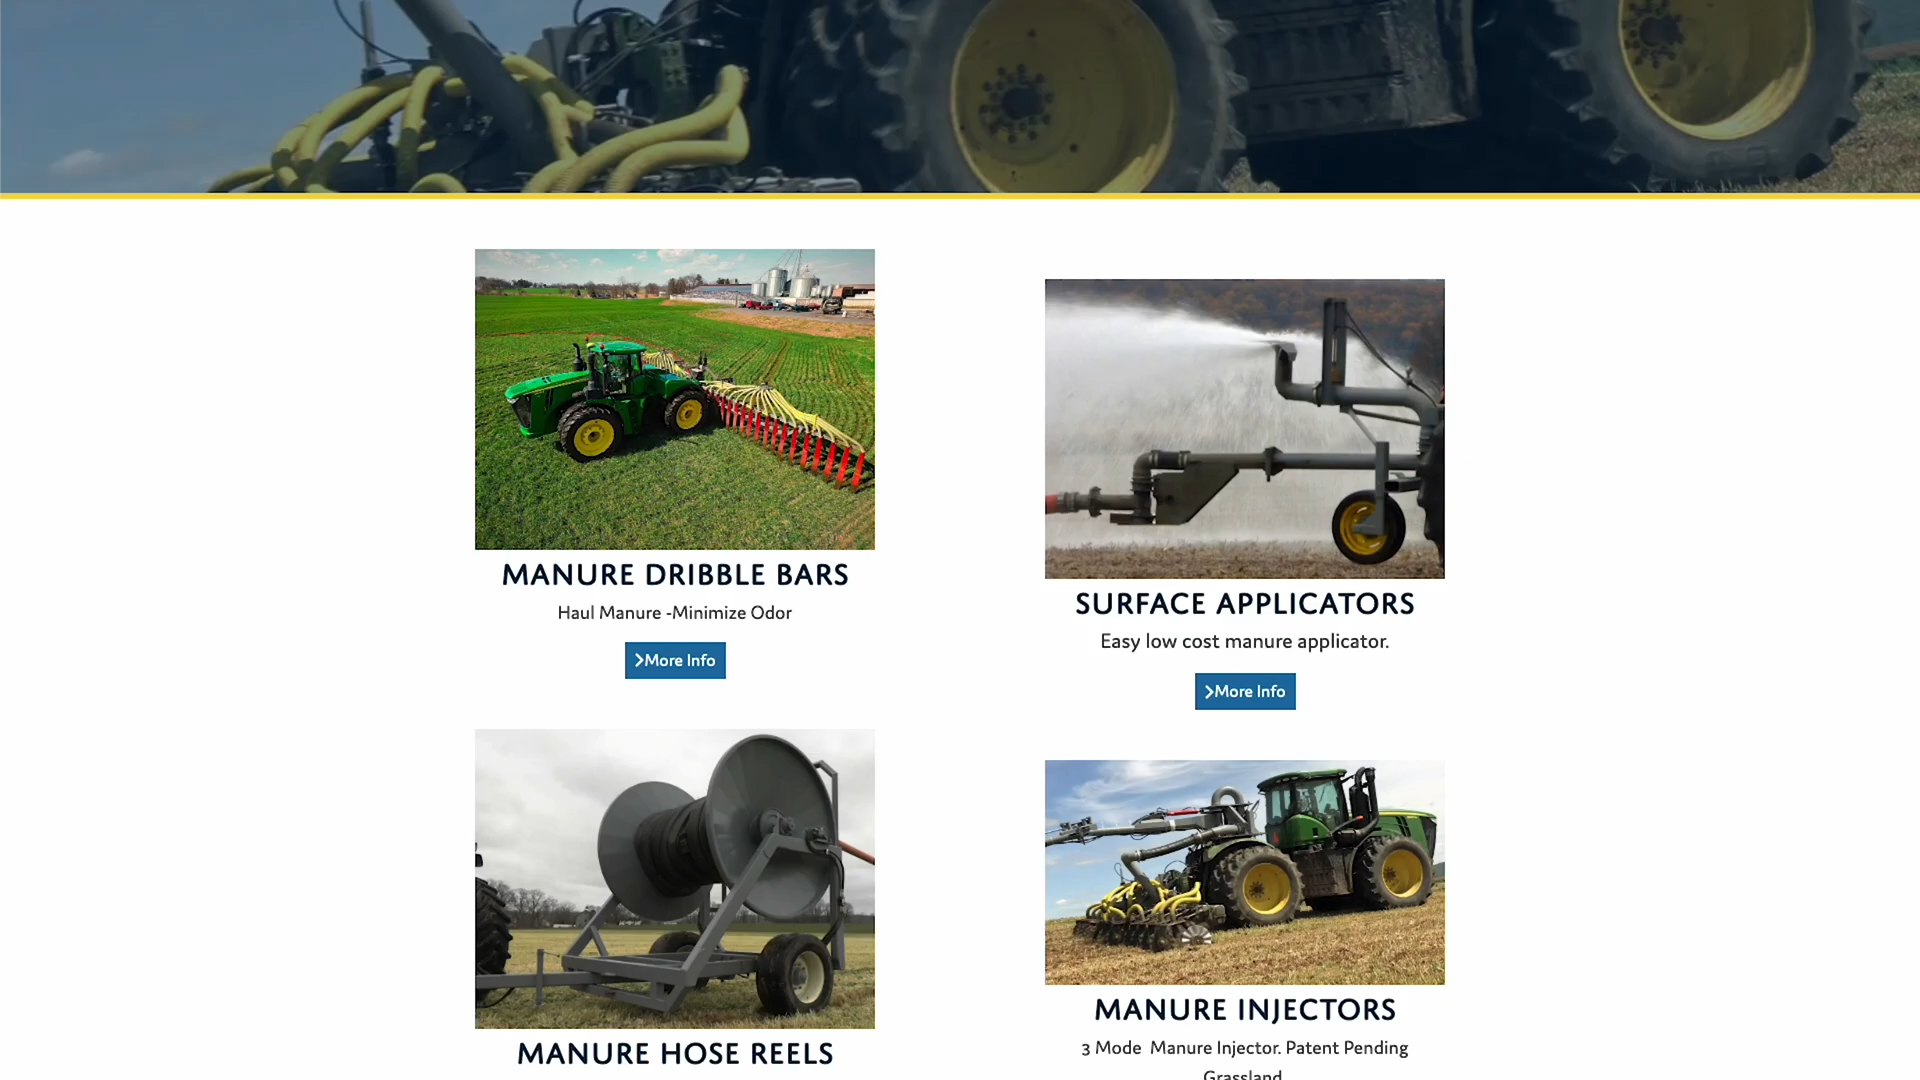 MANURE DRIBBLE BARS
Haul Manure -Minimize Odor
More Info
SURFACE APPLICATORS
Easy low cost manure applicator.
More Info
MANURE HOSE REELS
MANURE INJECTORS
3 Mode Manure Injector. Patent Pending
Grassland